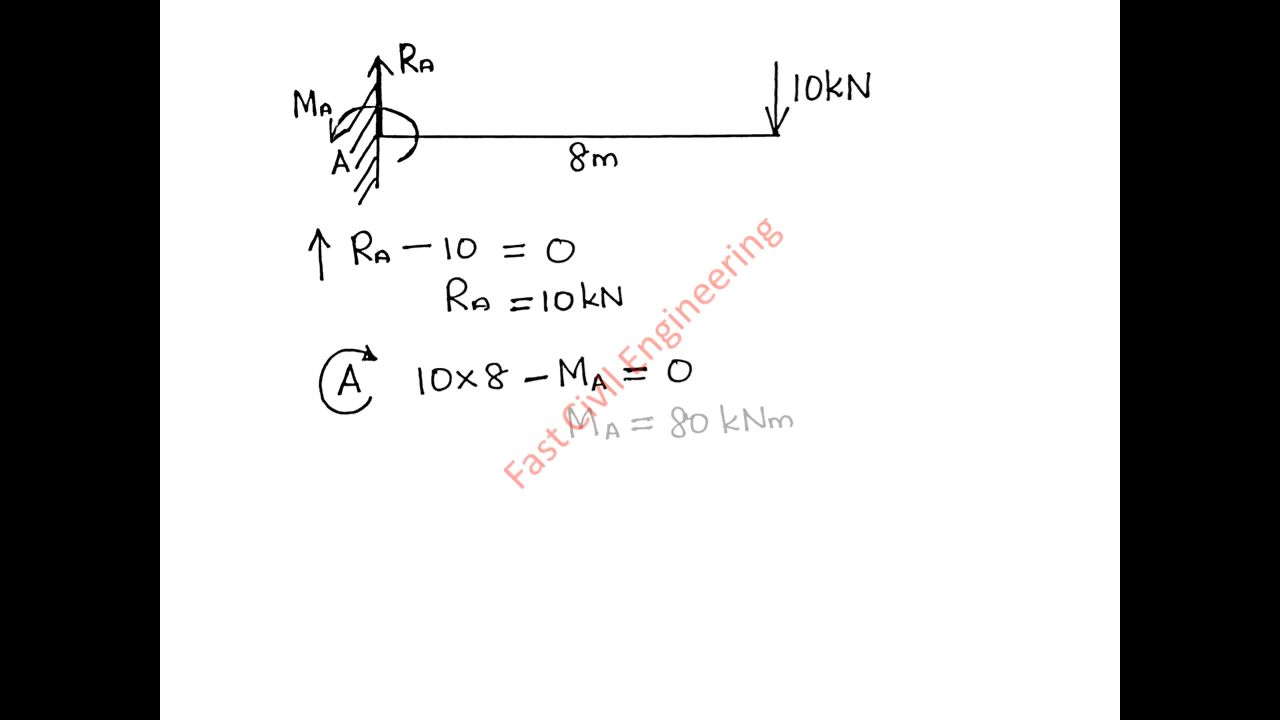 RA
MA
10kN
A
8m
↑ RA − 10 = 0
RA = 10kN
A 10×8 − MA = 0
MA = 80 kNm
Fast Civil Engineering